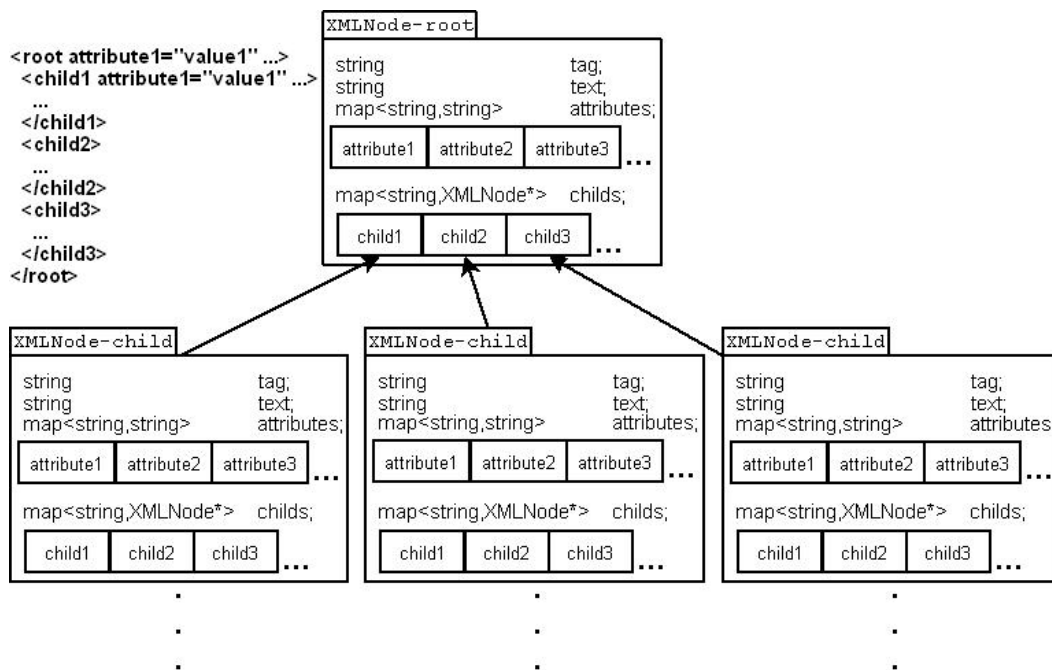 <root attribute1="value1" ...>
<child1 attribute1="value1" ...>
...
</child1>
<child2>
...
</child2>
<child3>
...
</child3>
</root>
XMLNode-root
string tag;
string text;
map<string,string> attributes;
attribute1 attribute2 attribute3 ...
map<string,XMLNode*> childs;
child1 child2 child3 ...
XMLNode-child
string tag;
string text;
map<string,string> attributes;
attribute1 attribute2 attribute3 ...
map<string,XMLNode*> childs;
child1 child2 child3 ...
XMLNode-child
string tag;
string text;
map<string,string> attributes;
attribute1 attribute2 attribute3 ...
map<string,XMLNode*> childs;
child1 child2 child3 ...
XMLNode-child
string tag;
string text;
map<string,string> attributes
attribute1 attribute2 attribute3 ...
map<string,XMLNode*> childs;
child1 child2 child3 ...